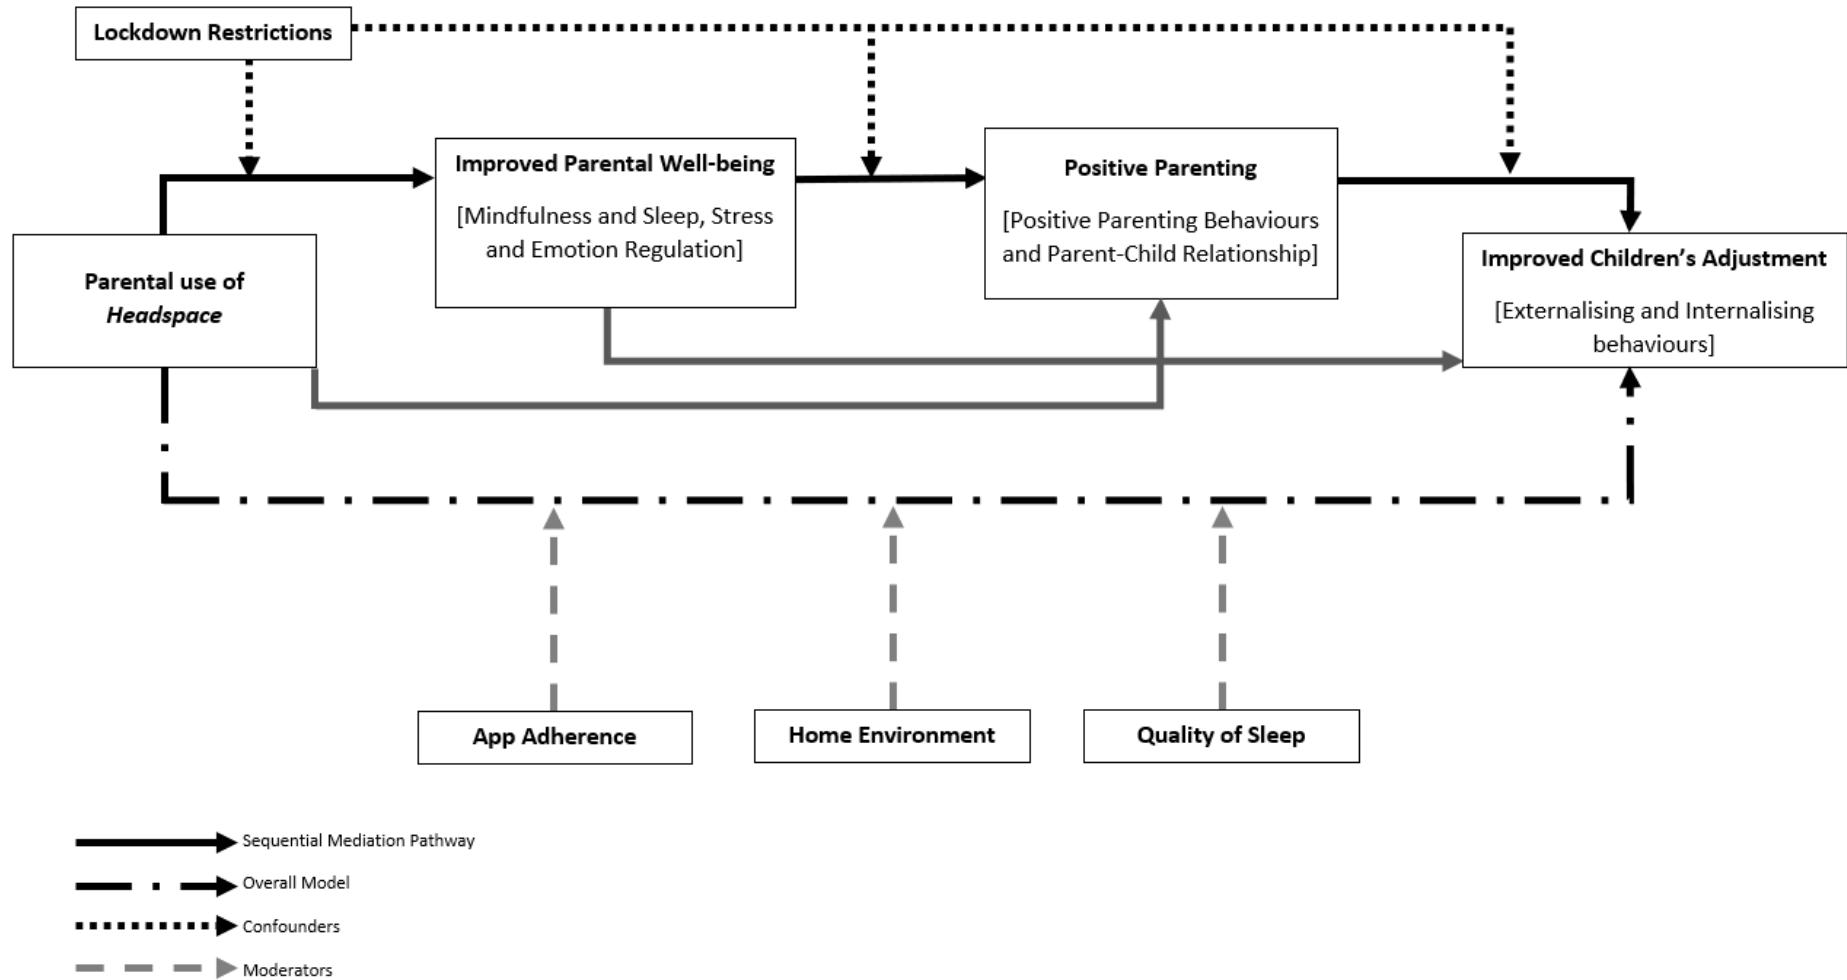 Lockdown Restrictions
Improved Parental Well-being
[Mindfulness and Sleep, Stress
and Emotion Regulation]
Positive Parenting
[Positive Parenting Behaviours
and Parent-Child Relationship]
Parental use of
Headspace
Improved Children’s Adjustment
[Externalising and Internalising
behaviours]
App Adherence
Home Environment
Quality of Sleep
Sequential Mediation Pathway
Overall Model
Confounders
Moderators